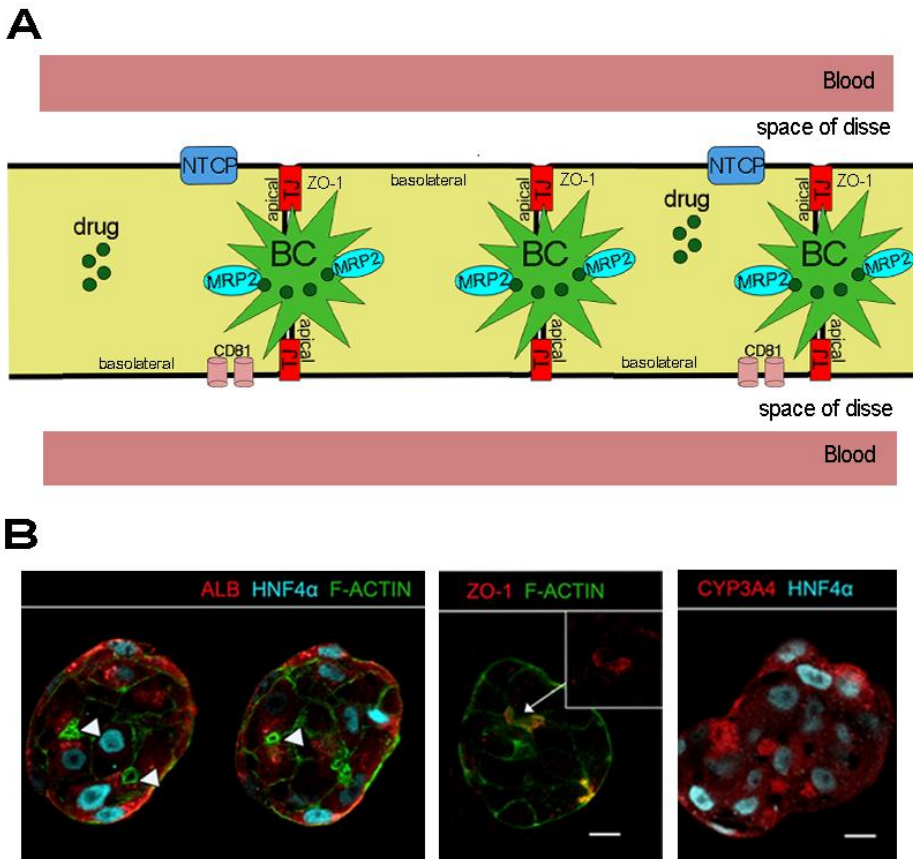 A
Blood
space of disse
NTCP
TJ
ZO-1
basolateral
TJ
ZO-1
NTCP
TJ
ZO-1
apical
apical
apical
drug
drug
BC
BC
BC
MRP2
MRP2
MRP2
MRP2
MRP2
MRP2
apical
apical
apical
CD81
CD81
basolateral
TJ
TJ
basolateral
TJ
space of disse
Blood
B
ALB HNF4α F-ACTIN
ZO-1 F-ACTIN
CYP3A4 HNF4α